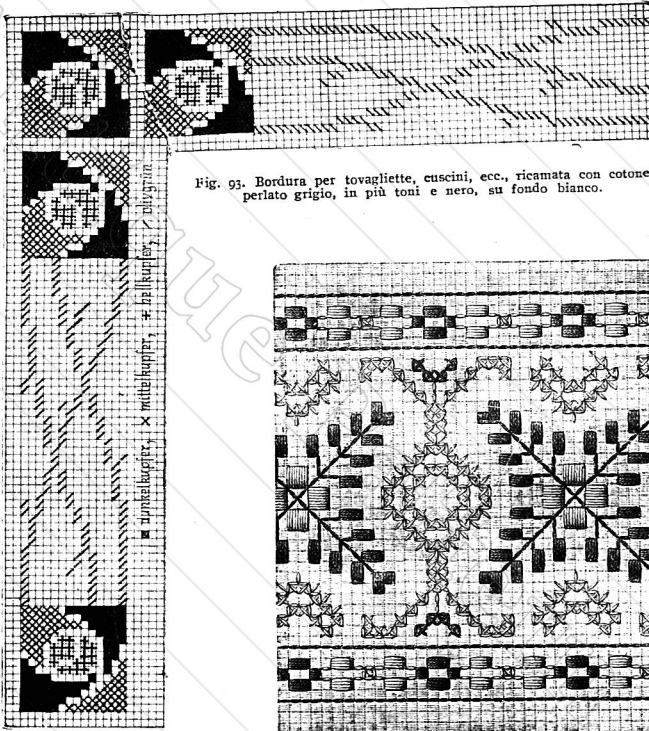 Fig. 93. Bordura per tovagliette, cuscini, ecc., ricamata con cotone
perlato grigio, in più toni e nero, su fondo bianco.
dunkelkupfer, × mittelkupfer, + hellkupfer, / olivgrün